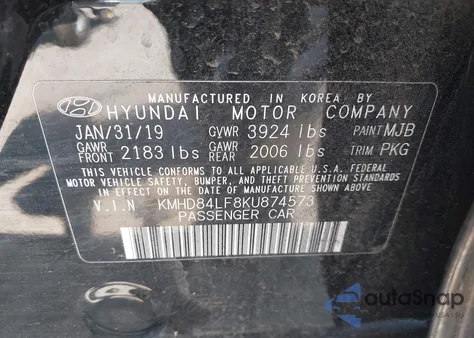 MANUFACTURED IN KOREA BY
HYUNDAI MOTOR COMPANY
JAN/31/19 GVWR 3924 lbs PAINT MJB
GAWR FRONT 2183 lbs GAWR REAR 2006 lbs TRIM PKG
THIS VEHICLE CONFORMS TO ALL APPLICABLE U.S.A. FEDERAL
MOTOR VEHICLE SAFETY, BUMPER, AND THEFT PREVENTION STANDARDS
IN EFFECT ON THE DATE OF MANUFACTURE SHOWN ABOVE.
V.I.N KMHD84LF8KU874573
PASSENGER CAR
autoSnap
USA - EU